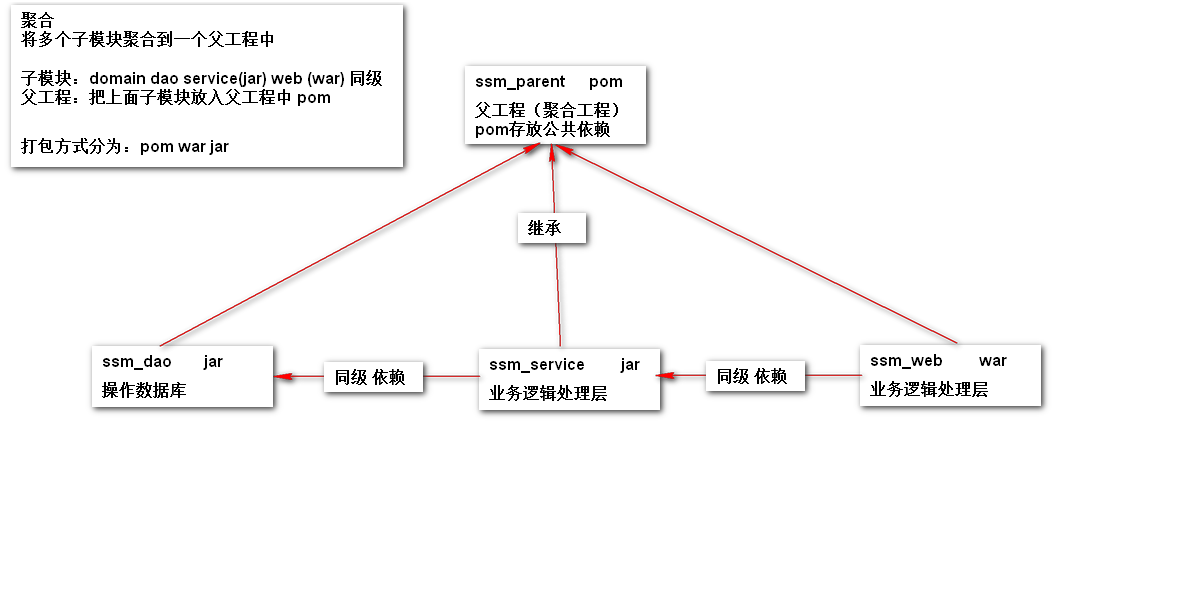 聚合
将多个子模块聚合到一个父工程中
子模块：domain dao service(jar) web (war) 同级
父工程：把上面子模块放入父工程中 pom
打包方式分为：pom war jar
ssm_parent pom
父工程（聚合工程）
pom存放公共依赖
继承
ssm_dao jar
操作数据库
同级 依赖
ssm_service jar
业务逻辑处理层
同级 依赖
ssm_web war
业务逻辑处理层